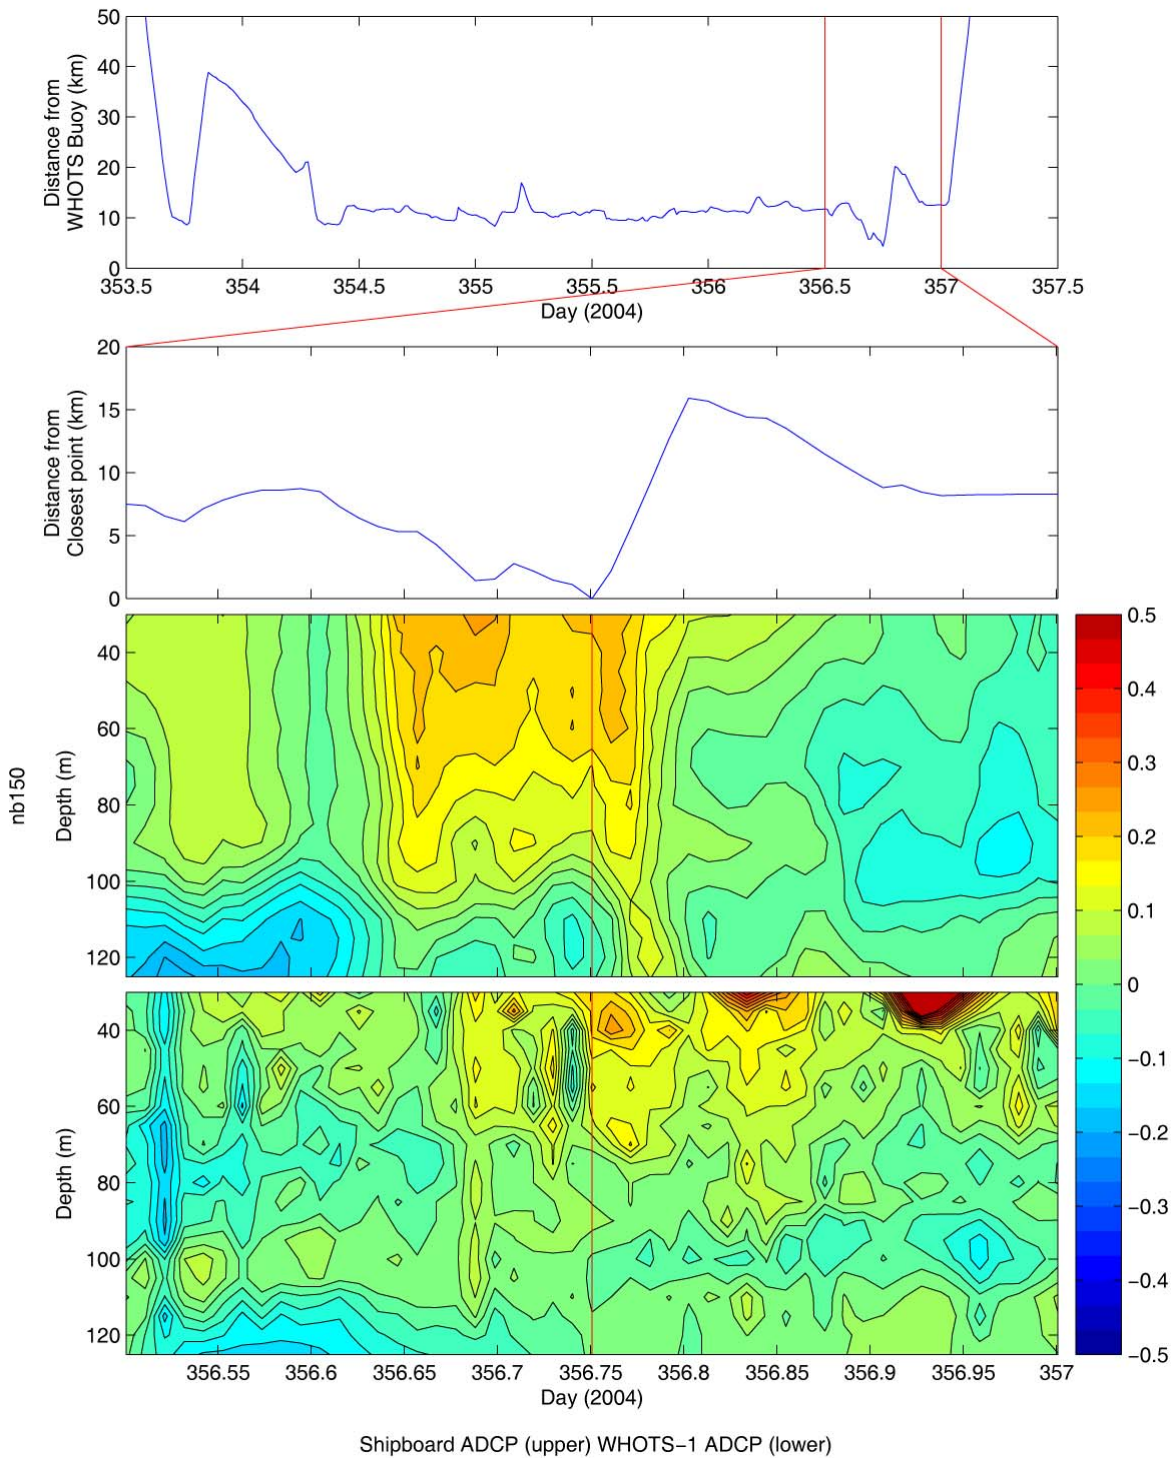 50
40
30
20
10
0
Distance from
WHOTS Buoy (km)
353.5 354 354.5 355 355.5 356 356.5 357 357.5
Day (2004)
20
15
10
5
0
Distance from
Closest point (km)
nb150
40
60
80
100
120
Depth (m)
0.5
0.4
0.3
0.2
0.1
0
−0.1
−0.2
−0.3
−0.4
−0.5
40
60
80
100
120
Depth (m)
356.55 356.6 356.65 356.7 356.75 356.8 356.85 356.9 356.95 357
Day (2004)
Shipboard ADCP (upper) WHOTS−1 ADCP (lower)